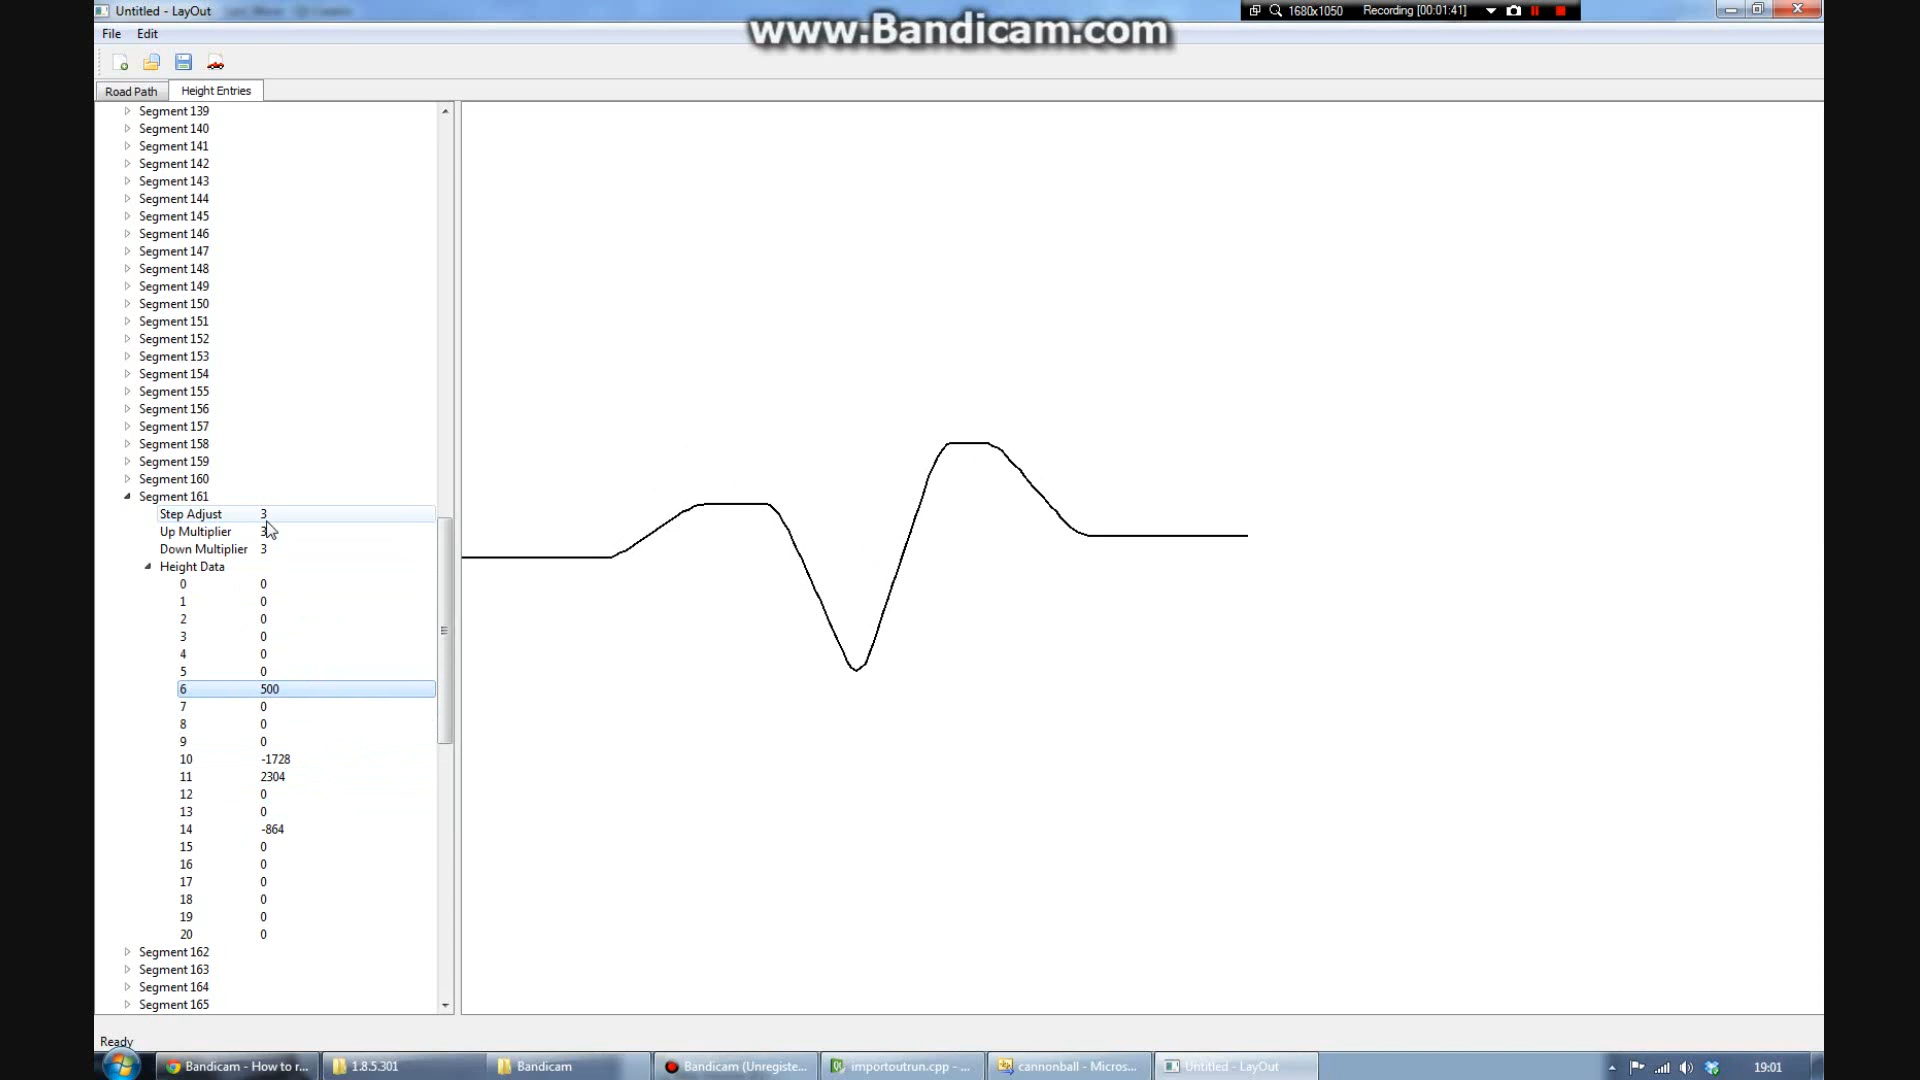 Untitled - LayOut
1680x1050 Recording [00:01:41]
www.Bandicam.com
File Edit
Road Path Height Entries
Segment 139
Segment 140
Segment 141
Segment 142
Segment 143
Segment 144
Segment 145
Segment 146
Segment 147
Segment 148
Segment 149
Segment 150
Segment 151
Segment 152
Segment 153
Segment 154
Segment 155
Segment 156
Segment 157
Segment 158
Segment 159
Segment 160
Segment 161
Step Adjust 3
Up Multiplier 3
Down Multiplier 3
Height Data
0 0
1 0
2 0
3 0
4 0
5 0
6 500
7 0
8 0
9 0
10 -1728
11 2304
12 0
13 0
14 -864
15 0
16 0
17 0
18 0
19 0
20 0
Segment 162
Segment 163
Segment 164
Segment 165
Ready
Bandicam - How to r... 1.8.5.301 Bandicam Bandicam (Unregiste... importoutrun.cpp - ... cannonball - Micros... Untitled - LayOut 19:01